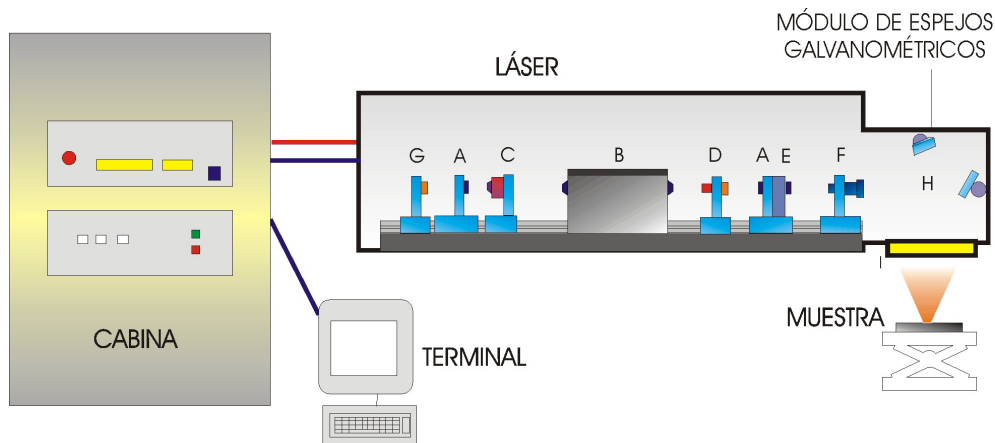 MÓDULO DE ESPEJOS
GALVANOMÉTRICOS
LÁSER
G A C B D A E F
H
I
MUESTRA
CABINA
TERMINAL